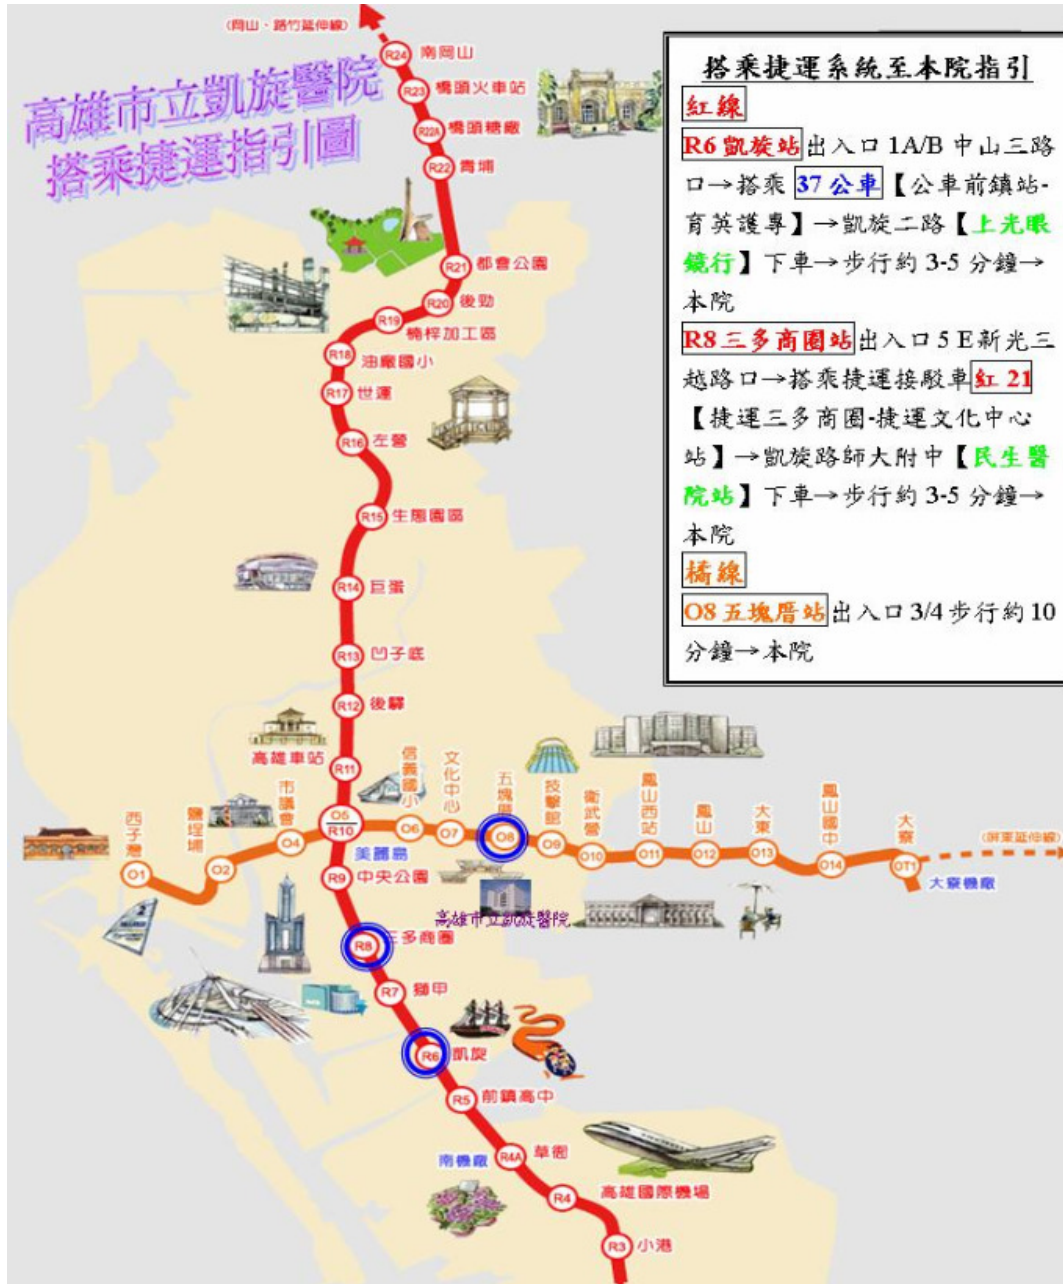 高雄市立凱旋醫院
搭乘捷運指引圖
搭乘捷運系統至本院指引
紅線
R6 凱旋站 出入口 1A/B 中山三路
口→搭乘 37 公車 【公車前鎮站-
育英護專】→凱旋二路【上光眼
鏡行】下車→步行約 3-5 分鐘→
本院
R8 三多商圈站 出入口 5 E 新光三
越路口→搭乘捷運接駁車 紅 21
【捷運三多商圈-捷運文化中心
站】→凱旋路師大附中【民生醫
院站】下車→步行約 3-5 分鐘→
本院
橘線
O8 五塊厝站 出入口 3/4 步行約 10
分鐘→本院
(岡山、路竹延伸線)
R24 南岡山
R23 橋頭火車站
R22A 橋頭糖廠
R22 青埔
R21 都會公園
R20 後勁
R19 楠梓加工區
R18 油廠國小
R17 世運
R16 左營
R15 生態園區
R14 巨蛋
R13 凹子底
R12 後驛
高雄車站 R11
O5
R10
美麗島
西子灣 O1
鹽埕埔 O2
市議會 O4
信義國小 O6
文化中心 O7
五塊厝 O8
技擊館 O9
衛武營 O10
鳳山西站 O11
鳳山 O12
大東 O13
鳳山國中 O14
大寮 OT1
(屏東延伸線)
大寮機廠
R9 中央公園
高雄市立凱旋醫院
R8 三多商圈
R7 獅甲
R6 凱旋
R5 前鎮高中
R4A 草衙
南機廠
R4 高雄國際機場
R3 小港